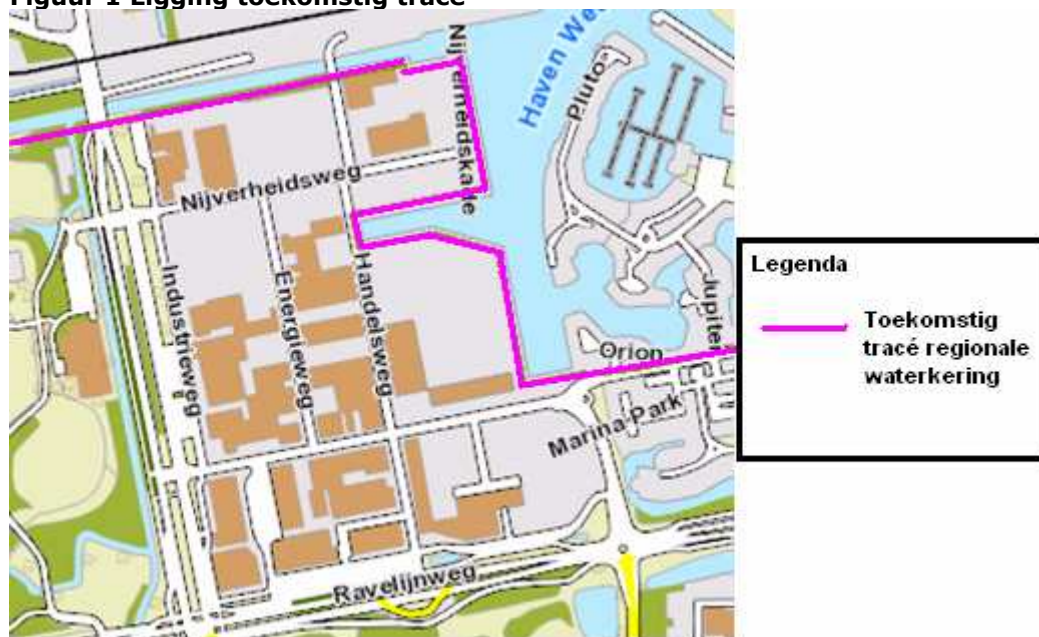 Figuur 1 Ligging toekomstig tracé
Haven We
Pluto
Nijverheidskade
Nijverheidsweg
Industrieweg
Energieweg
Handelsweg
Jupiter
Orion
Marina Park
Ravelijnweg
Legenda
Toekomstig
tracé regionale
waterkering